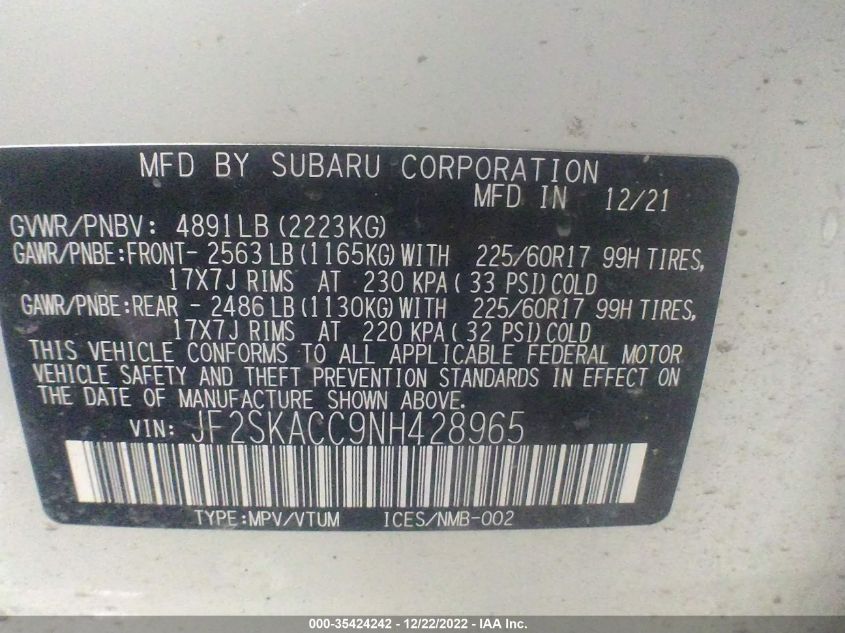 MFD BY SUBARU CORPORATION
MFD IN 12/21
GVWR/PNBV: 4891LB (2223KG)
GAWR/PNBE:FRONT- 2563LB (1165KG) WITH 225/60R17 99H TIRES,
17X7J RIMS AT 230 KPA ( 33 PSI) COLD
GAWR/PNBE:REAR - 2486LB (1130KG) WITH 225/60R17 99H TIRES,
17X7J RIMS AT 220 KPA ( 32 PSI) COLD
THIS VEHICLE CONFORMS TO ALL APPLICABLE FEDERAL MOTOR
VEHICLE SAFETY AND THEFT PREVENTION STANDARDS IN EFFECT ON
THE DATE OF MANUFACTURE SHOWN ABOVE.
VIN: JF2SKACC9NH428965
TYPE:MPV/VTUM ICES/NMB-002
000-35424242 - 12/22/2022 - IAA Inc.